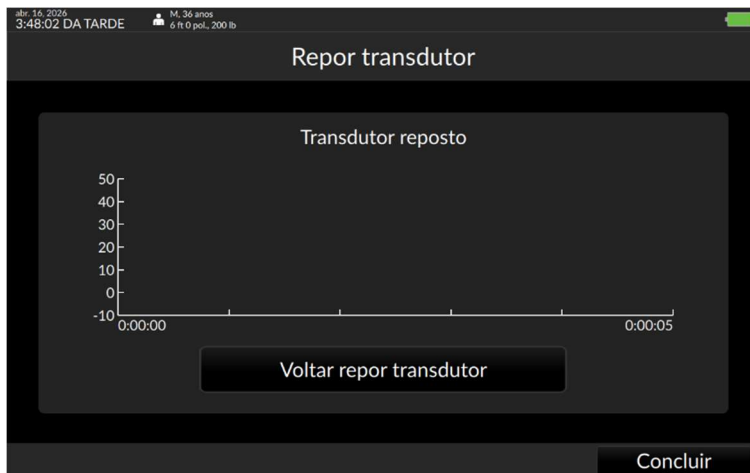 abr. 16, 2026
3:48:02 DA TARDE
M, 36 anos
6 ft 0 pol., 200 lb
Repor transdutor
Transdutor reposto
50
40
30
20
10
0
-10
0:00:00
0:00:05
Voltar repor transdutor
Concluir